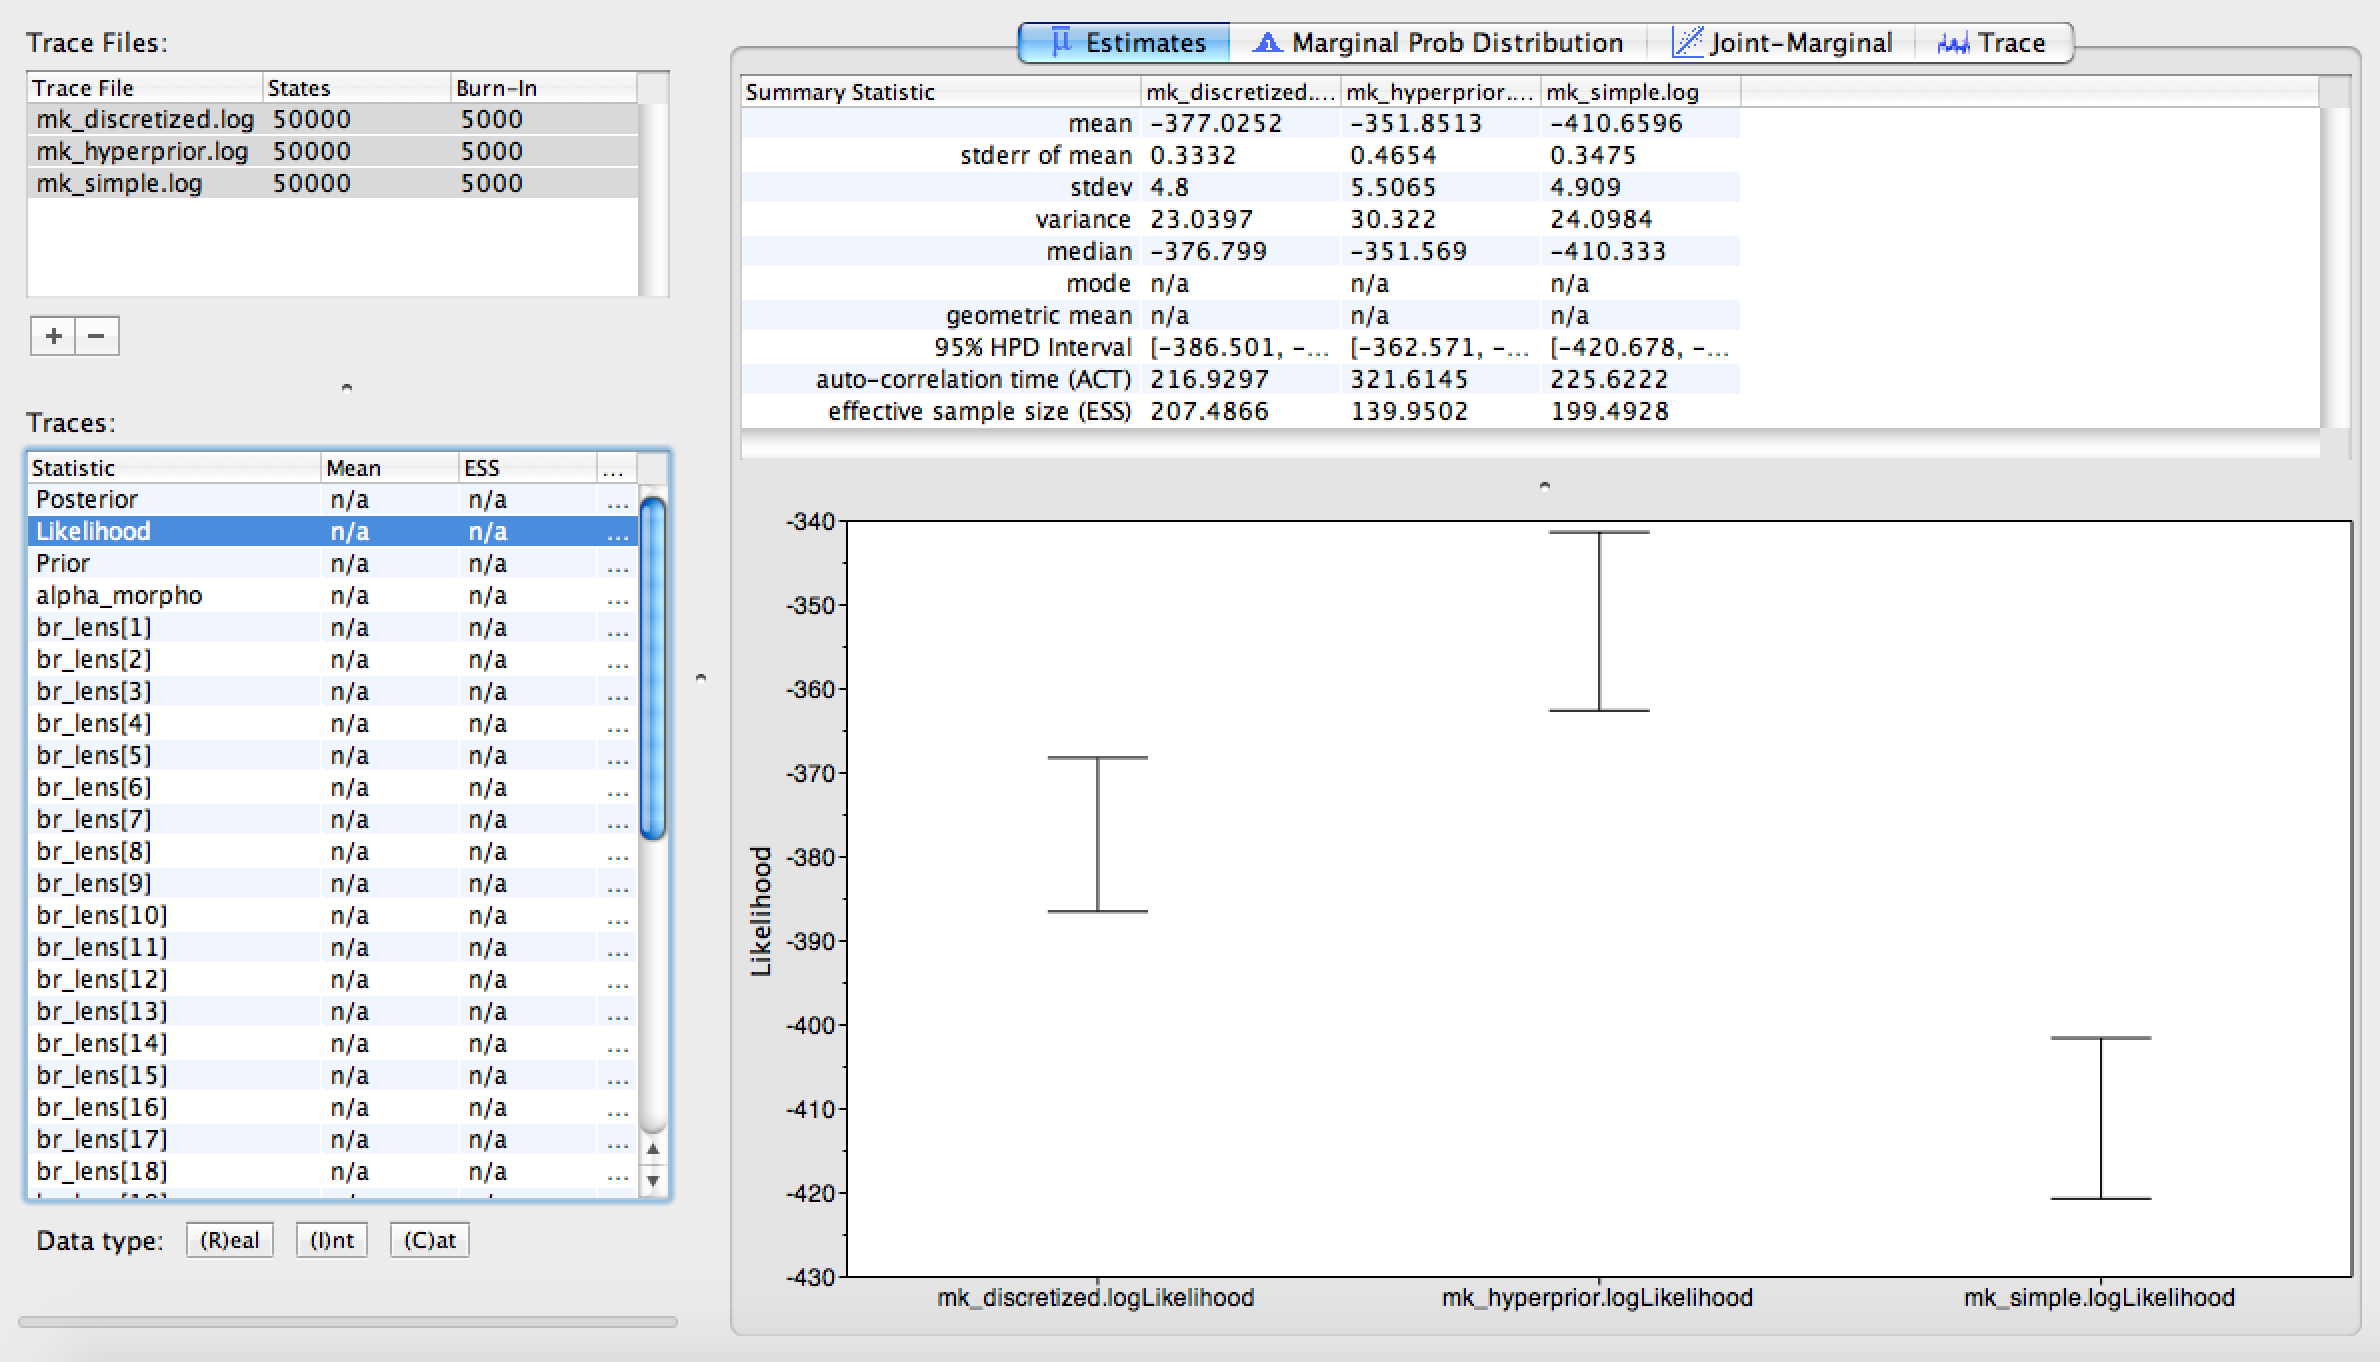 Trace Files:
Trace File States Burn-In
mk_discretized.log 50000 5000
mk_hyperprior.log 50000 5000
mk_simple.log 50000 5000
+ −
Traces:
Statistic Mean ESS ...
Posterior n/a n/a ...
Likelihood n/a n/a ...
Prior n/a n/a ...
alpha_morpho n/a n/a ...
br_lens[1] n/a n/a ...
br_lens[2] n/a n/a ...
br_lens[3] n/a n/a ...
br_lens[4] n/a n/a ...
br_lens[5] n/a n/a ...
br_lens[6] n/a n/a ...
br_lens[7] n/a n/a ...
br_lens[8] n/a n/a ...
br_lens[9] n/a n/a ...
br_lens[10] n/a n/a ...
br_lens[11] n/a n/a ...
br_lens[12] n/a n/a ...
br_lens[13] n/a n/a ...
br_lens[14] n/a n/a ...
br_lens[15] n/a n/a ...
br_lens[16] n/a n/a ...
br_lens[17] n/a n/a ...
br_lens[18] n/a n/a ...
Data type: (R)eal (I)nt (C)at
Estimates Marginal Prob Distribution Joint-Marginal Trace
Summary Statistic mk_discretized.... mk_hyperprior.... mk_simple.log
mean -377.0252 -351.8513 -410.6596
stderr of mean 0.3332 0.4654 0.3475
stdev 4.8 5.5065 4.909
variance 23.0397 30.322 24.0984
median -376.799 -351.569 -410.333
mode n/a n/a n/a
geometric mean n/a n/a n/a
95% HPD Interval [-386.501, -... [-362.571, -... [-420.678, -...
auto-correlation time (ACT) 216.9297 321.6145 225.6222
effective sample size (ESS) 207.4866 139.9502 199.4928
Likelihood
-340
-350
-360
-370
-380
-390
-400
-410
-420
-430
mk_discretized.logLikelihood mk_hyperprior.logLikelihood mk_simple.logLikelihood